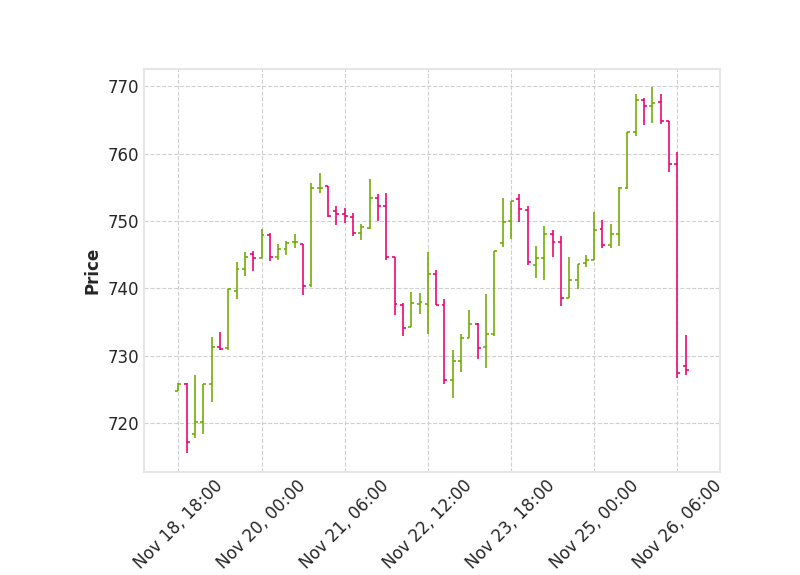 770
760
750
740
730
720
Price
Nov 18, 18:00
Nov 20, 00:00
Nov 21, 06:00
Nov 22, 12:00
Nov 23, 18:00
Nov 25, 00:00
Nov 26, 06:00